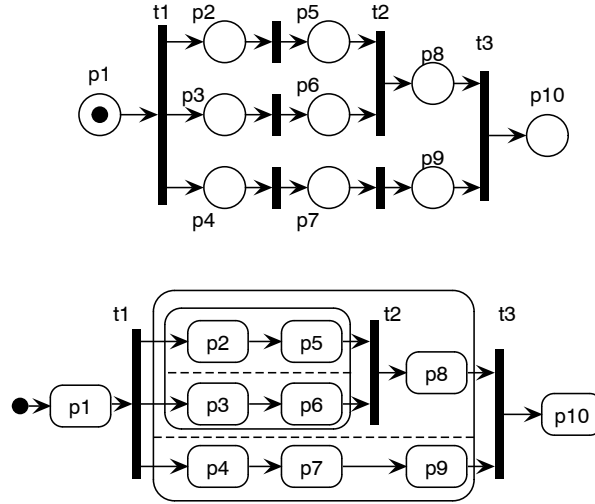 t1 p2 p5 t2
p1 p3 p6 p8 t3
p10
p4 p7 p9
t1 t2 t3
p2 p5
p1 p3 p6 p8 p10
p4 p7 p9